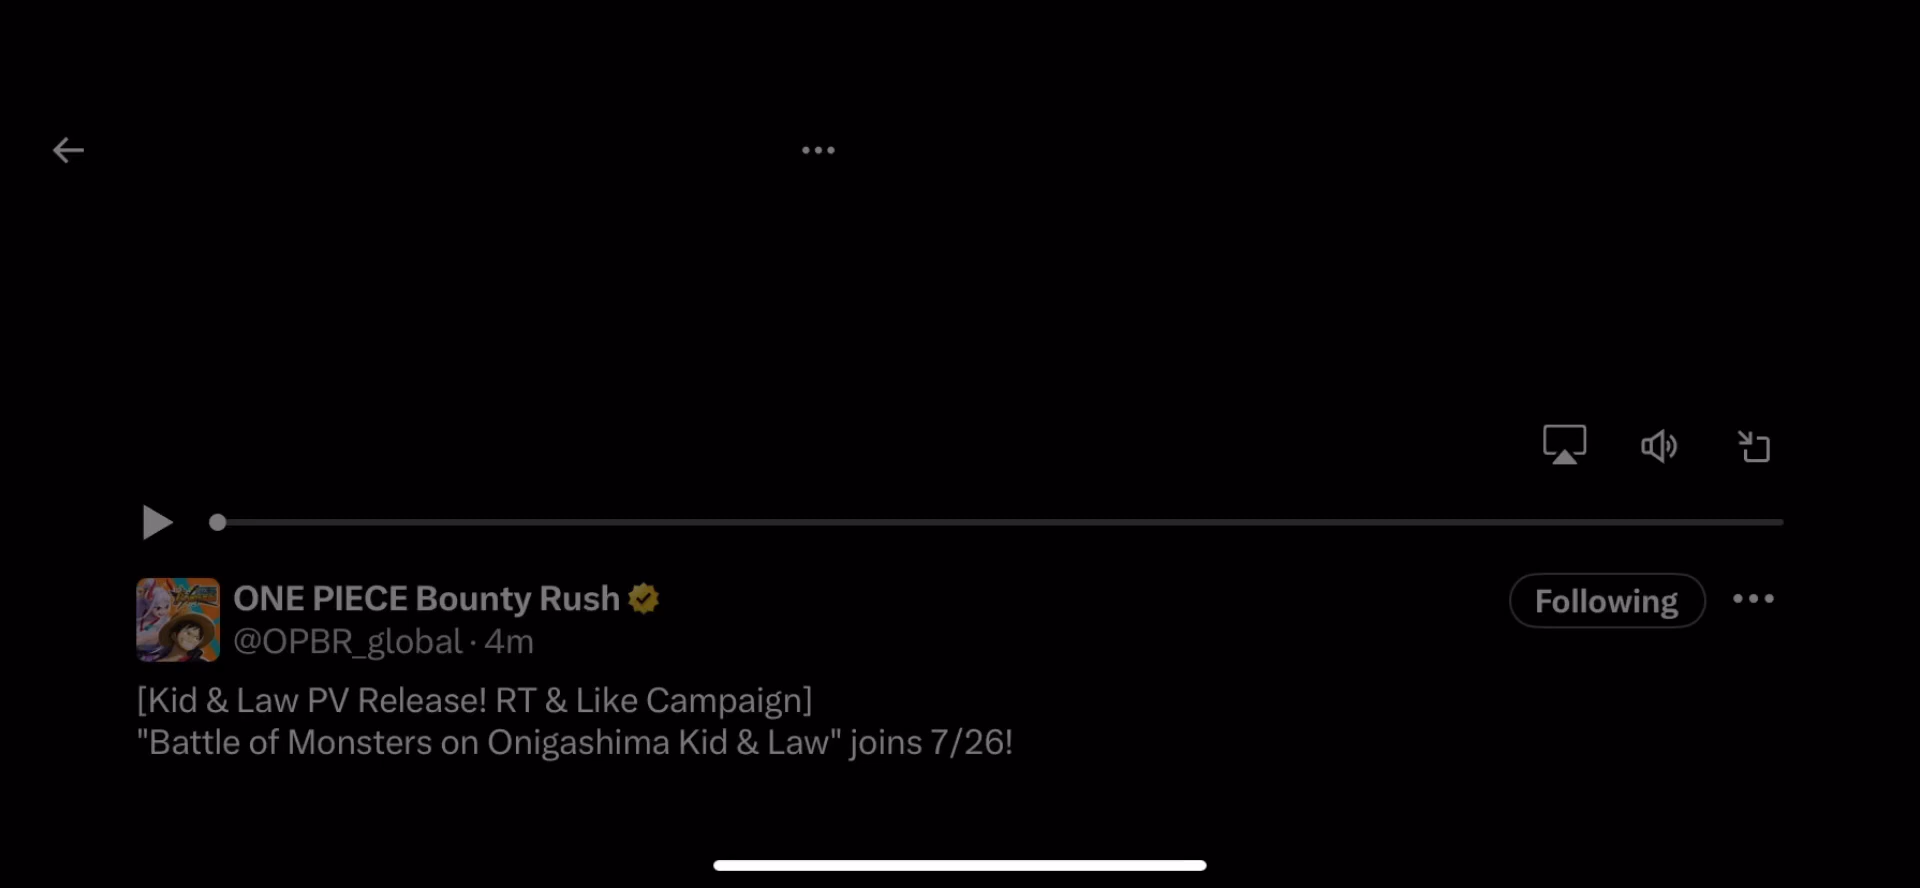 ONE PIECE Bounty Rush
@OPBR_global · 4m
Following
[Kid & Law PV Release! RT & Like Campaign]
"Battle of Monsters on Onigashima Kid & Law" joins 7/26!